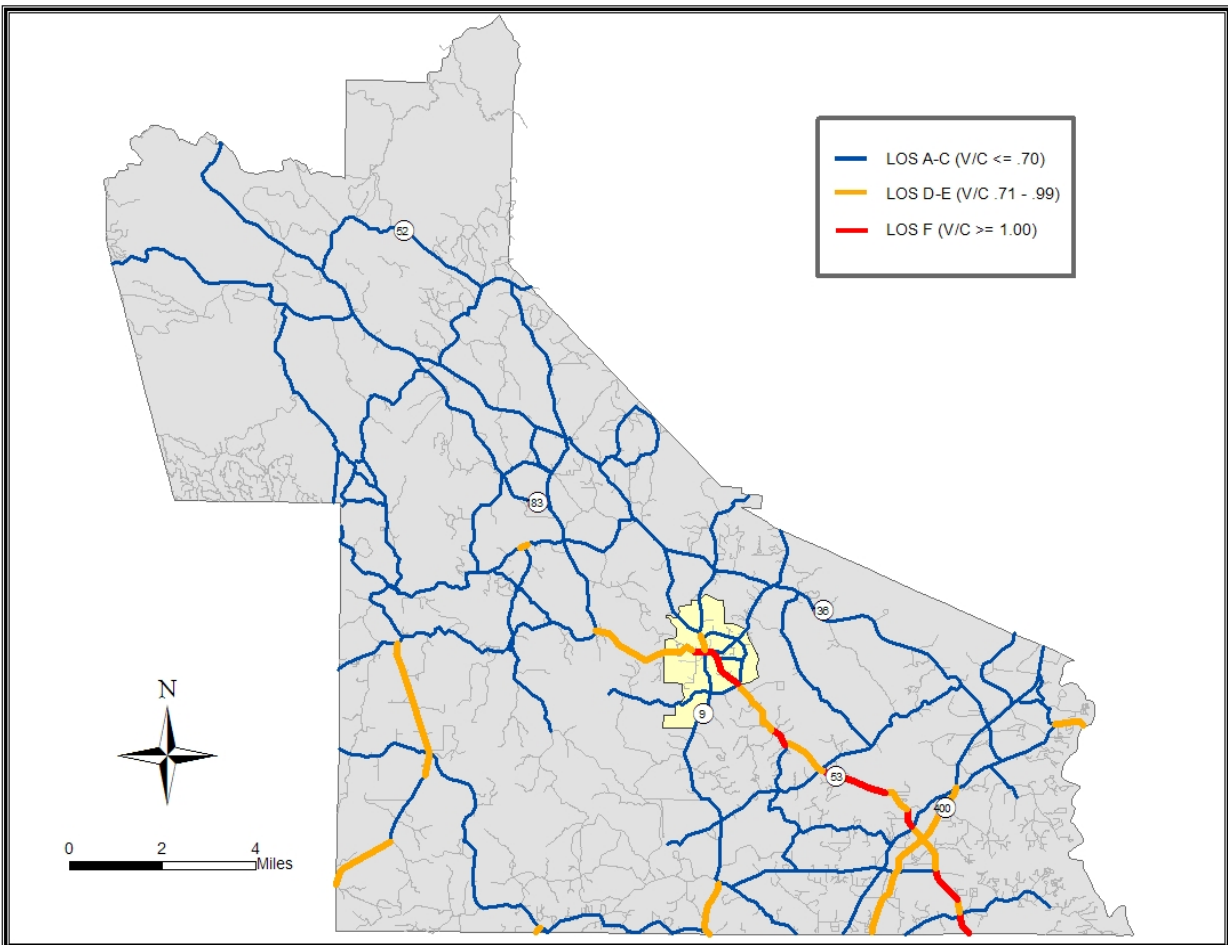 LOS A-C (V/C <= .70)
LOS D-E (V/C .71 - .99)
LOS F (V/C >= 1.00)
52
83
36
9
53
400
N
0 2 4
Miles